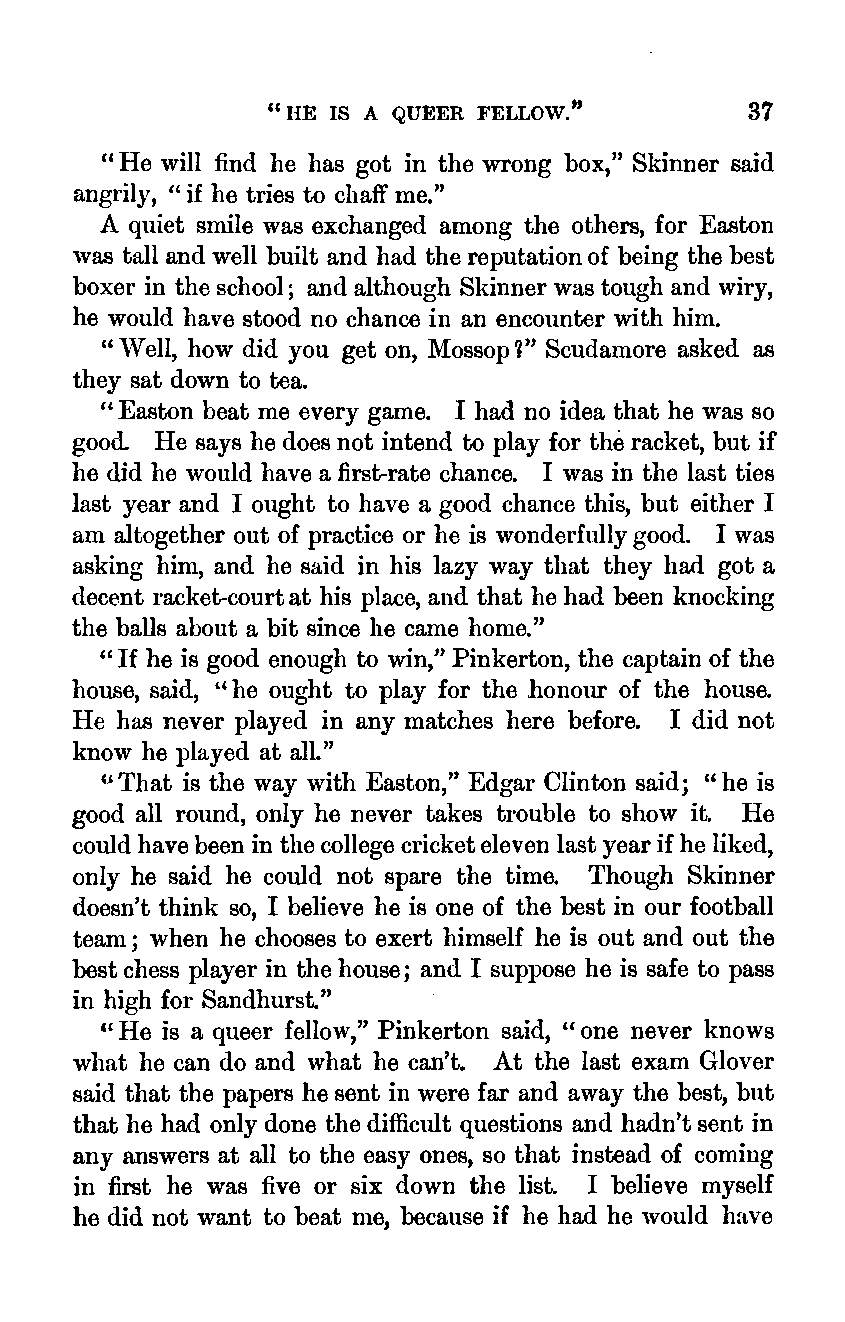 "HE IS A QUEER FELLOW." 37
"He will find he has got in the wrong box," Skinner said
angrily, "if he tries to chaff me."
A quiet smile was exchanged among the others, for Easton
was tall and well built and had the reputation of being the best
boxer in the school; and although Skinner was tough and wiry,
he would have stood no chance in an encounter with him.
"Well, how did you get on, Mossop?" Scudamore asked as
they sat down to tea.
"Easton beat me every game. I had no idea that he was so
good. He says he does not intend to play for the racket, but if
he did he would have a first-rate chance. I was in the last ties
last year and I ought to have a good chance this, but either I
am altogether out of practice or he is wonderfully good. I was
asking him, and he said in his lazy way that they had got a
decent racket-court at his place, and that he had been knocking
the balls about a bit since he came home."
"If he is good enough to win," Pinkerton, the captain of the
house, said, "he ought to play for the honour of the house.
He has never played in any matches here before. I did not
know he played at all."
"That is the way with Easton," Edgar Clinton said; "he is
good all round, only he never takes trouble to show it. He
could have been in the college cricket eleven last year if he liked,
only he said he could not spare the time. Though Skinner
doesn't think so, I believe he is one of the best in our football
team; when he chooses to exert himself he is out and out the
best chess player in the house; and I suppose he is safe to pass
in high for Sandhurst."
"He is a queer fellow," Pinkerton said, "one never knows
what he can do and what he can't. At the last exam Glover
said that the papers he sent in were far and away the best, but
that he had only done the difficult questions and hadn't sent in
any answers at all to the easy ones, so that instead of coming
in first he was five or six down the list. I believe myself
he did not want to beat me, because if he had he would have